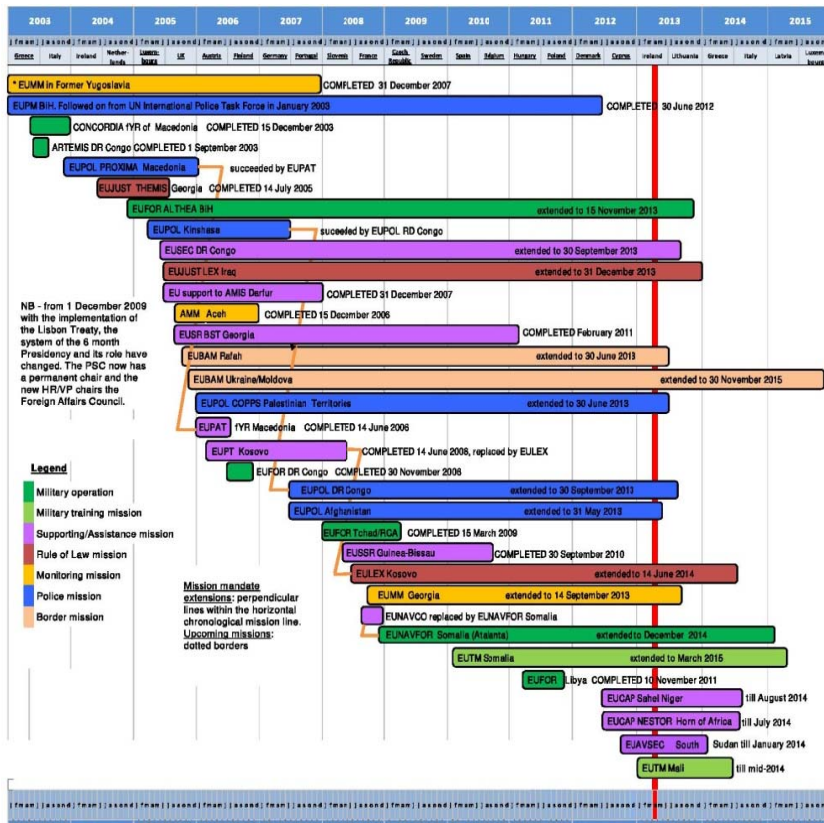 2003 2004 2005 2006 2007 2008 2009 2010 2011 2012 2013 2014 2015
j f m a m j j a s o n d j f m a m j j a s o n d j f m a m j j a s o n d j f m a m j j a s o n d j f m a m j j a s o n d j f m a m j j a s o n d j f m a m j j a s o n d j f m a m j j a s o n d j f m a m j j a s o n d j f m a m j j a s o n d j f m a m j j a s o n d j f m a m j j a s o n d j f m a m j j a s o n d
Greece Italy Ireland Nether-lands Luxem-bourg UK Austria Finland Germany Portugal Slovenia France Czech Republic Sweden Spain Belgium Hungary Poland Denmark Cyprus Ireland Lithuania Greece Italy Latvia Luxem-bourg
* EUMM in Former Yugoslavia COMPLETED 31 December 2007
EUPM BiH. Followed on from UN International Police Task Force in January 2003 COMPLETED 30 June 2012
CONCORDIA fYR of Macedonia COMPLETED 15 December 2003
ARTEMIS DR Congo COMPLETED 1 September 2003
EUPOL PROXIMA Macedonia succeeded by EUPAT
EUJUST THEMIS Georgia COMPLETED 14 July 2005
EUFOR ALTHEA BiH extended to 15 November 2013
EUPOL Kinshasa suceeded by EUPOL RD Congo
EUSEC DR Congo extended to 30 September 2013
EUJUST LEX Iraq extended to 31 December 2013
EU support to AMIS Darfur COMPLETED 31 December 2007
AMM Aceh COMPLETED 15 December 2006
EUSR BST Georgia COMPLETED February 2011
EUBAM Rafah extended to 30 June 2013
EUBAM Ukraine/Moldova extended to 30 November 2015
EUPOL COPPS Palestinian Territories extended to 30 June 2013
EUPAT fYR Macedonia COMPLETED 14 June 2006
EUPT Kosovo COMPLETED 14 June 2008, replaced by EULEX
EUFOR DR Congo COMPLETED 30 November 2006
EUPOL DR Congo extended to 30 September 2013
EUPOL Afghanistan extended to 31 May 2013
EUFOR Tchad/RCA COMPLETED 15 March 2009
EUSSR Guinea-Bissau COMPLETED 30 September 2010
EULEX Kosovo extended to 14 June 2014
EUMM Georgia extended to 14 September 2013
EUNAVCO replaced by EUNAVFOR Somalia
EUNAVFOR Somalia (Atalanta) extended to December 2014
EUTM Somalia extended to March 2015
EUFOR Libya COMPLETED 10 November 2011
EUCAP Sahel Niger till August 2014
EUCAP NESTOR Horn of Africa till July 2014
EUAVSEC South Sudan till January 2014
EUTM Mali till mid-2014
NB - from 1 December 2009
with the implementation of
the Lisbon Treaty, the
system of the 6 month
Presidency and its role have
changed. The PSC now has
a permanent chair and the
new HR/VP chairs the
Foreign Affairs Council.
Legend
Military operation
Military training mission
Supporting/Assistance mission
Rule of Law mission
Monitoring mission
Police mission
Border mission
Mission mandate
extensions: perpendicular
lines within the horizontal
chronological mission line.
Upcoming missions:
dotted borders
j f m a m j j a s o n d j f m a m j j a s o n d j f m a m j j a s o n d j f m a m j j a s o n d j f m a m j j a s o n d j f m a m j j a s o n d j f m a m j j a s o n d j f m a m j j a s o n d j f m a m j j a s o n d j f m a m j j a s o n d j f m a m j j a s o n d j f m a m j j a s o n d j f m a m j j a s o n d